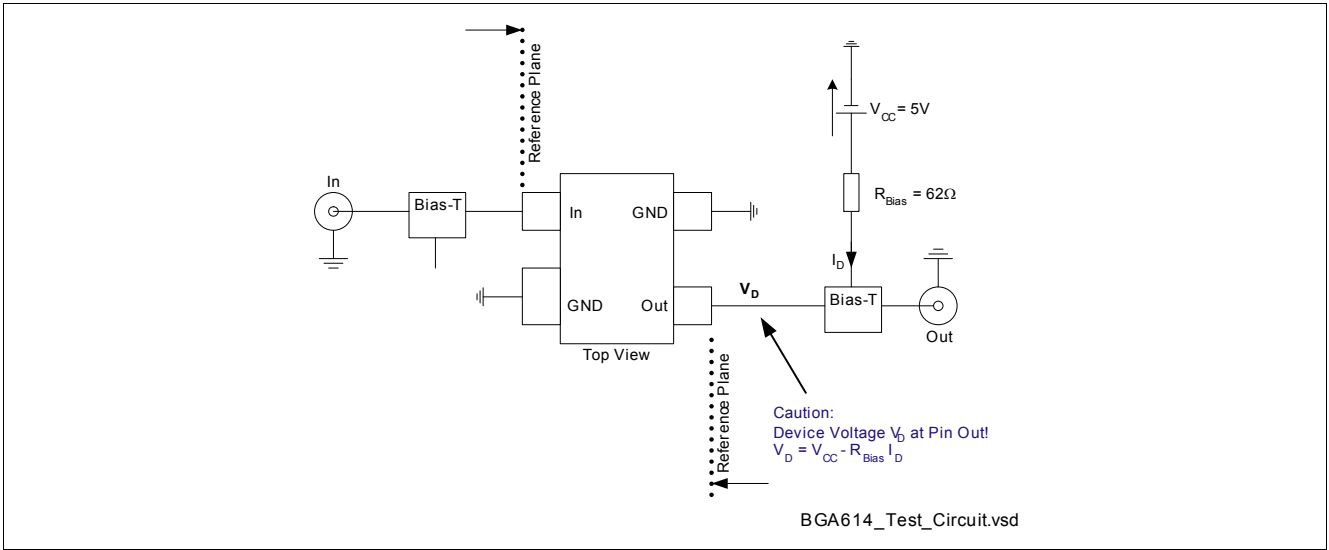 Reference Plane
V_CC = 5V
In
Bias-T
In
GND
R_Bias = 62Ω
I_D
GND
Out
V_D
Bias-T
Out
Top View
Reference Plane
Caution:
Device Voltage V_D at Pin Out!
V_D = V_CC - R_Bias I_D
BGA614_Test_Circuit.vsd